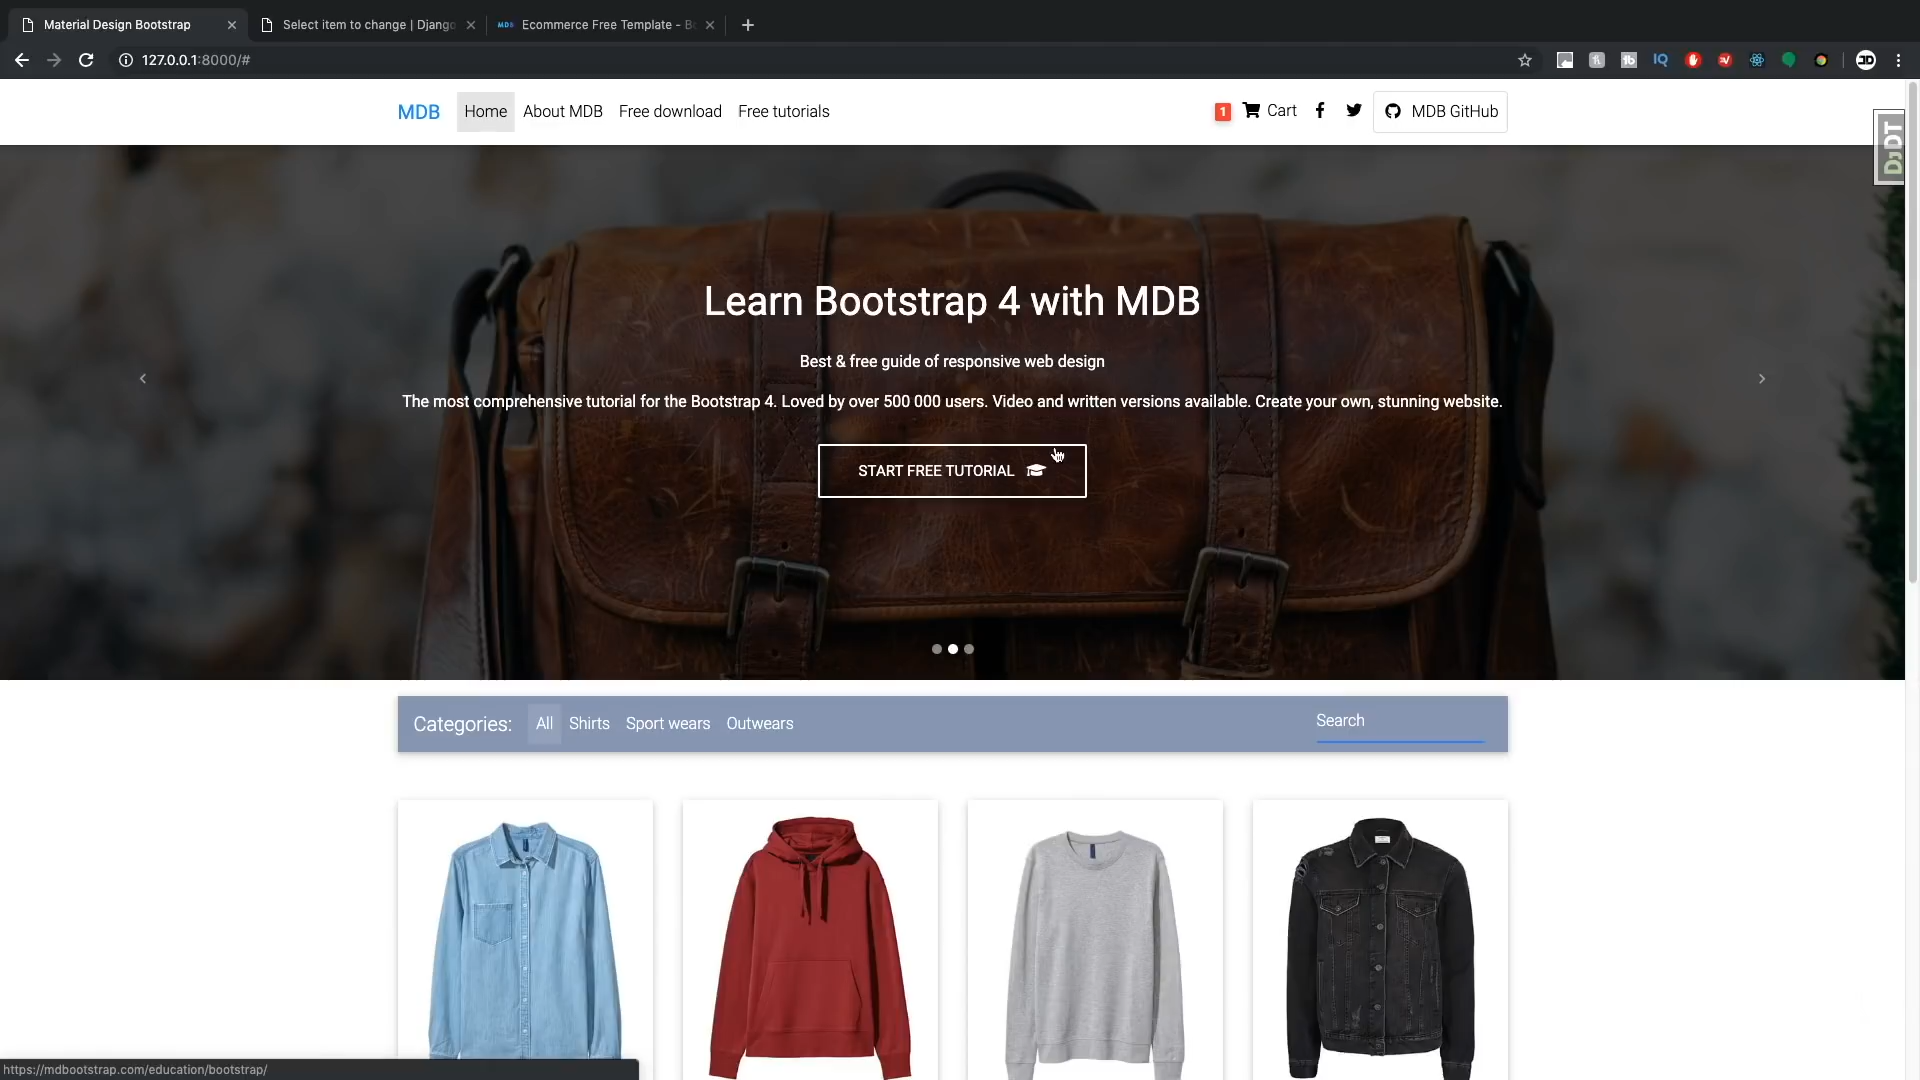 Material Design Bootstrap
Select item to change | Django
MDB Ecommerce Free Template - B
127.0.0.1:8000/#
MDB Home About MDB Free download Free tutorials 1 Cart MDB GitHub
DjDT
Learn Bootstrap 4 with MDB
Best & free guide of responsive web design
The most comprehensive tutorial for the Bootstrap 4. Loved by over 500 000 users. Video and written versions available. Create your own, stunning website.
START FREE TUTORIAL
Categories: All Shirts Sport wears Outwears Search
https://mdbootstrap.com/education/bootstrap/